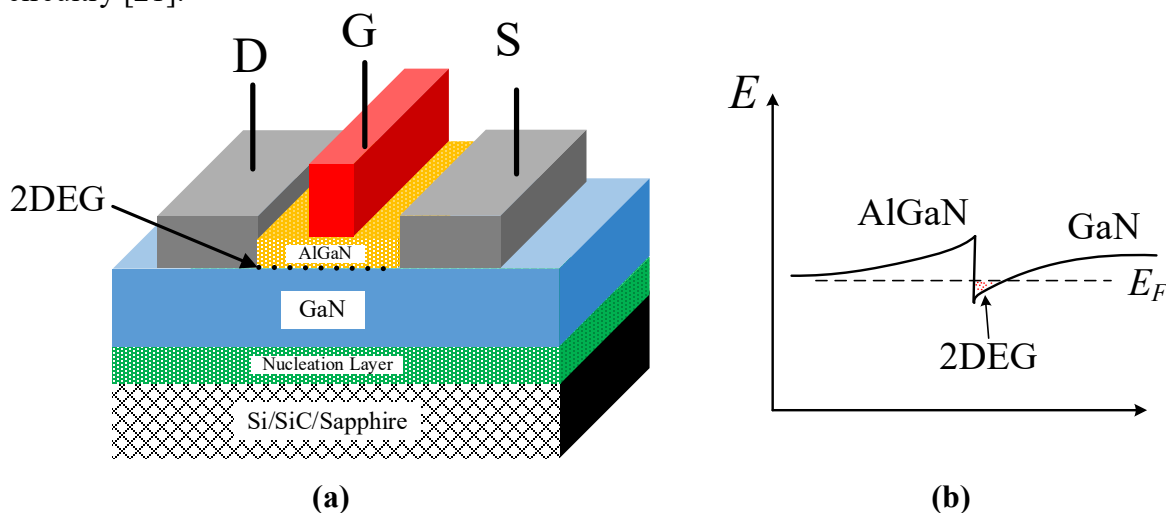 D
G
S
2DEG
AlGaN
GaN
Nucleation Layer
Si/SiC/Sapphire
(a)
E
AlGaN
GaN
E_F
2DEG
(b)